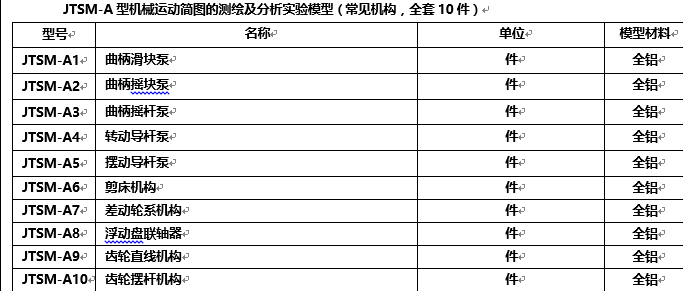 JTSM-A 型机械运动简图的测绘及分析实验模型（常见机构，全套 10 件）
型号 名称 单位 模型材料
JTSM-A1 曲柄滑块泵 件 全铝
JTSM-A2 曲柄摇块泵 件 全铝
JTSM-A3 曲柄摇杆泵 件 全铝
JTSM-A4 转动导杆泵 件 全铝
JTSM-A5 摆动导杆泵 件 全铝
JTSM-A6 剪床机构 件 全铝
JTSM-A7 差动轮系机构 件 全铝
JTSM-A8 浮动盘联轴器 件 全铝
JTSM-A9 齿轮直线机构 件 全铝
JTSM-A10 齿轮摆杆机构 件 全铝